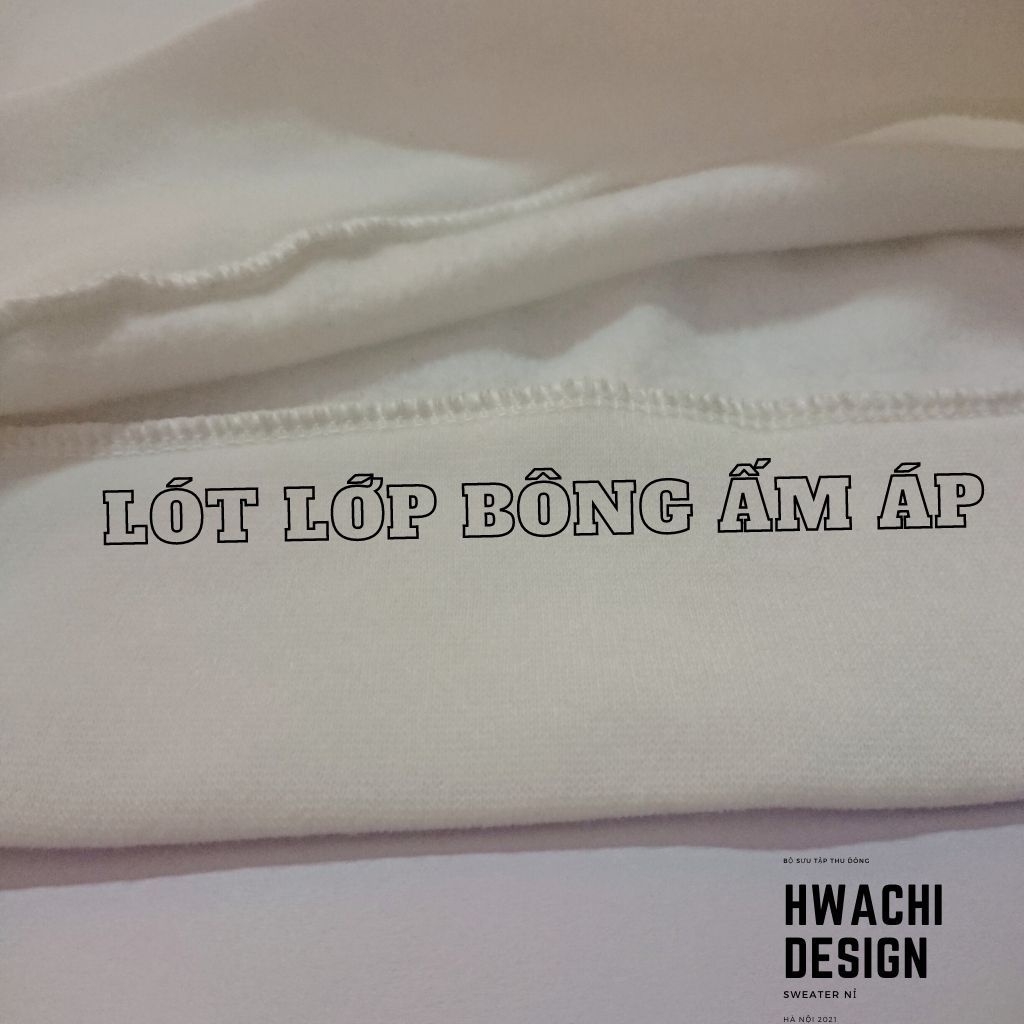 LÓT LỚP BÔNG ẤM ÁP
BỘ SƯU TẬP THU ĐÔNG
HWACHI
DESIGN
SWEATER NỈ
HÀ NỘI 2021